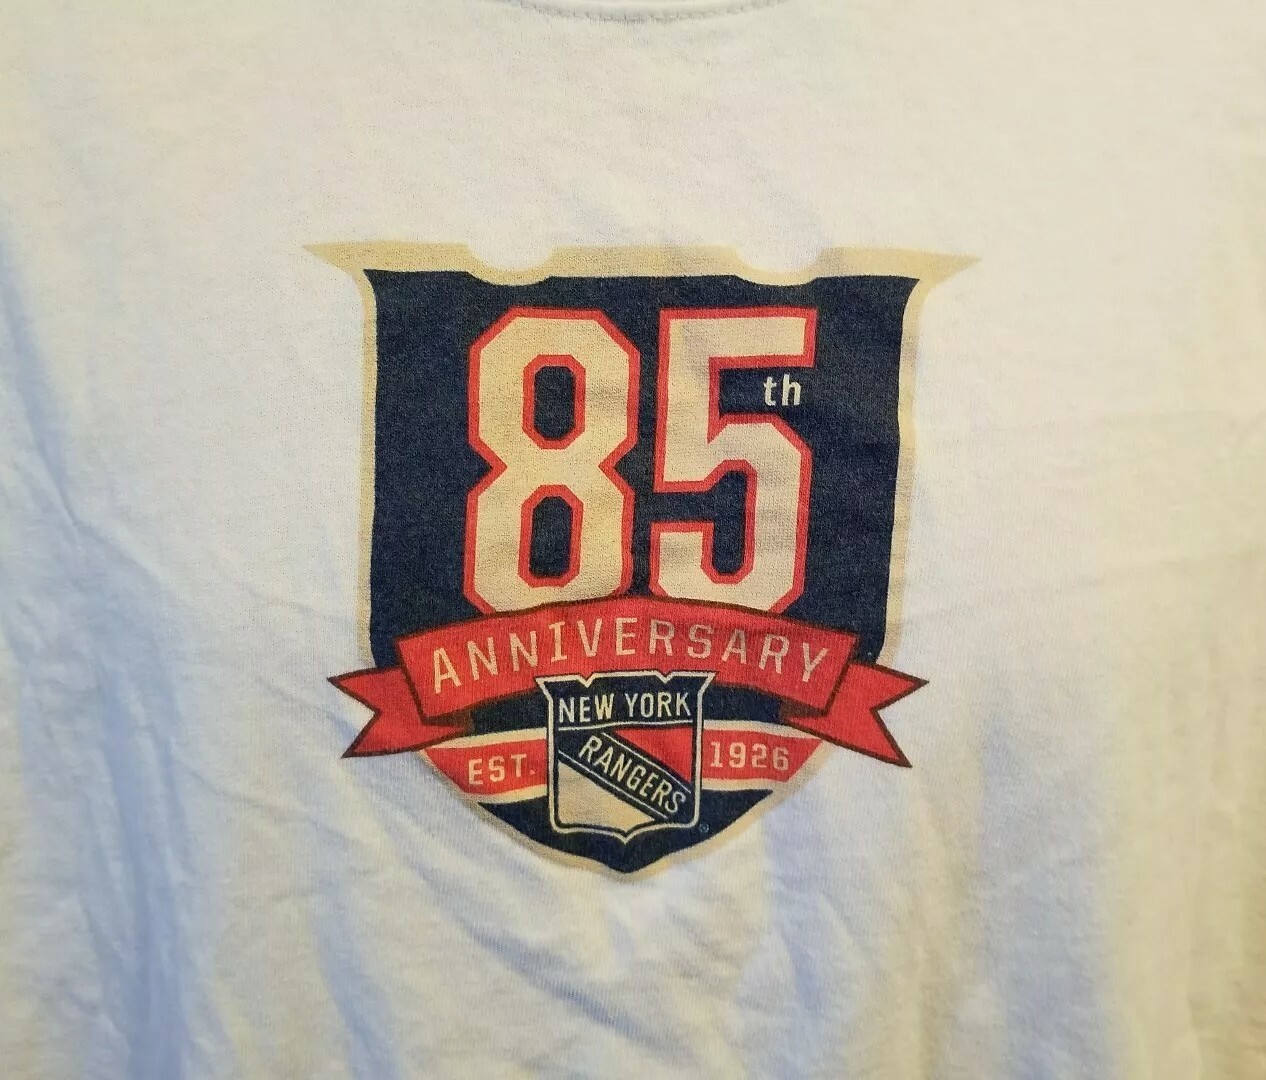 85th
ANNIVERSARY
NEW YORK
RANGERS
EST. 1926
®